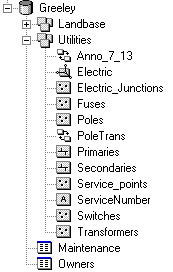 Greeley
Landbase
Utilities
Anno_7_13
Electric
Electric_Junctions
Fuses
Poles
PoleTrans
Primaries
Secondaries
Service_points
A ServiceNumber
Switches
Transformers
Maintenance
Owners